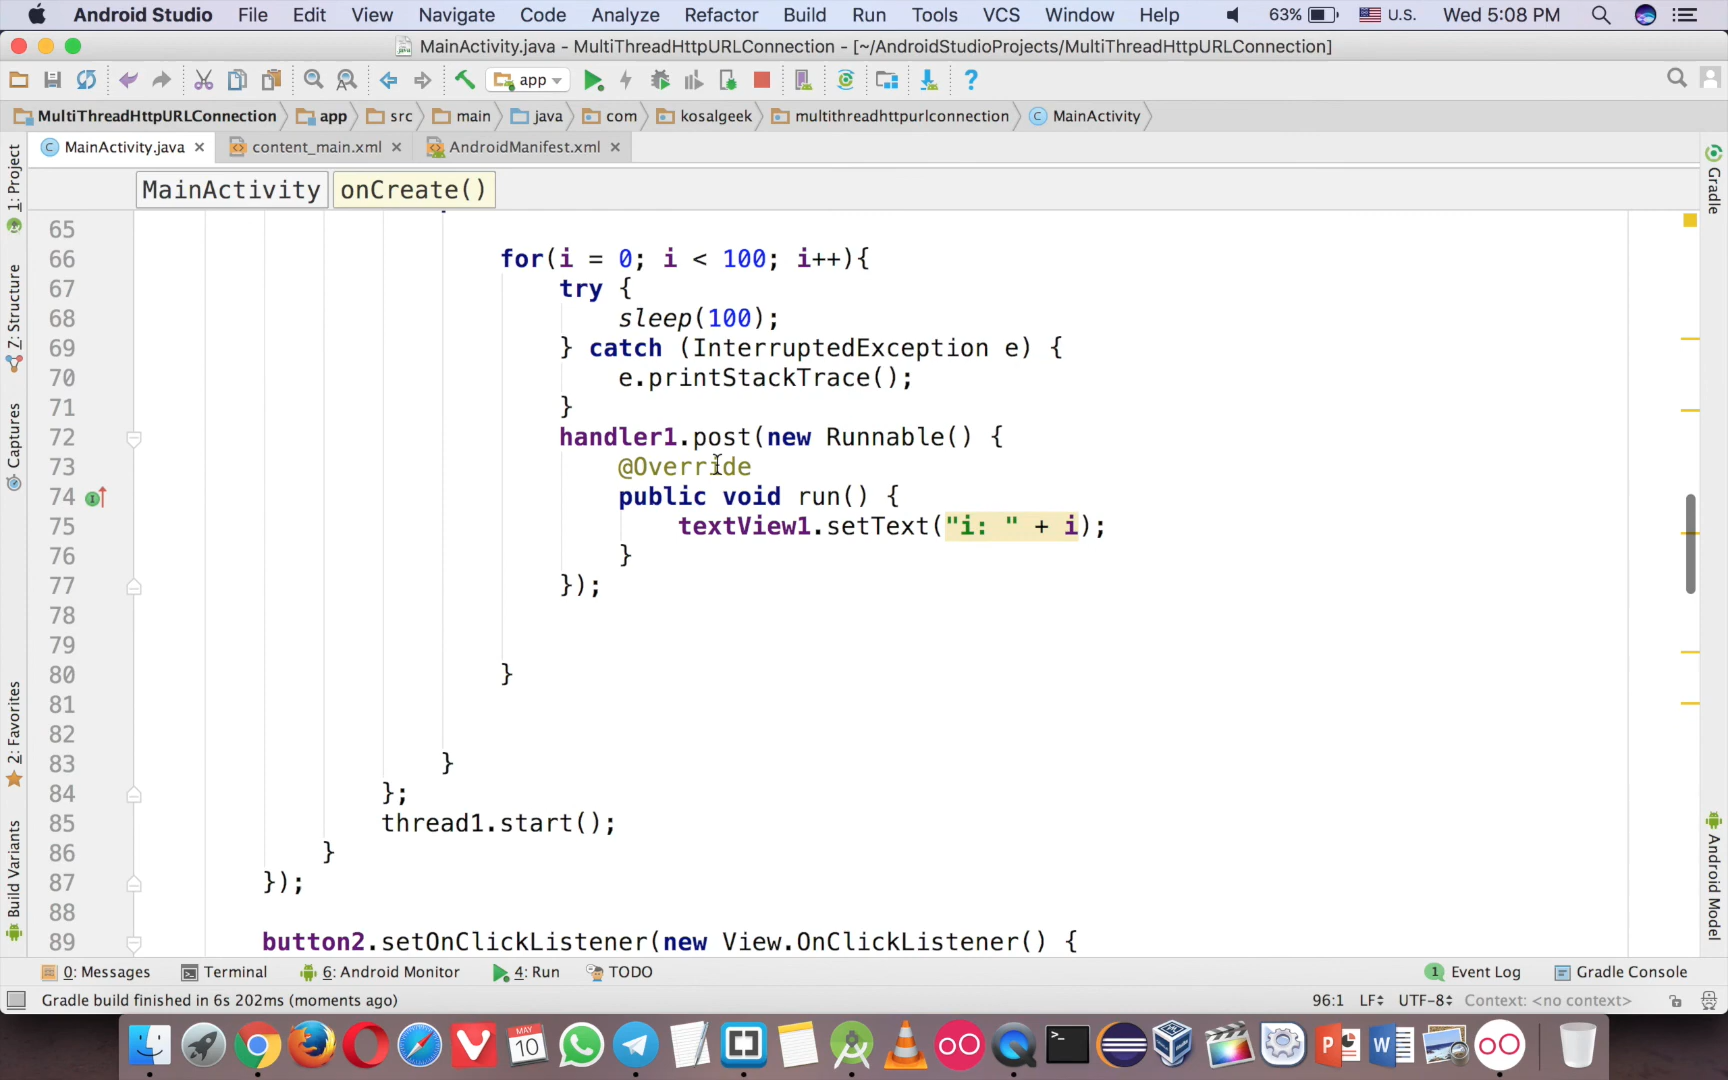 Android Studio File Edit View Navigate Code Analyze Refactor Build Run Tools VCS Window Help 63% U.S. Wed 5:08 PM
MainActivity.java - MultiThreadHttpURLConnection - [~/AndroidStudioProjects/MultiThreadHttpURLConnection]
app
MultiThreadHttpURLConnection app src main java com kosalgeek multithreadhttpurlconnection MainActivity
MainActivity.java content_main.xml AndroidManifest.xml
MainActivity onCreate()
65
66 for(i = 0; i < 100; i++){
67 try {
68 sleep(100);
69 } catch (InterruptedException e) {
70 e.printStackTrace();
71 }
72 handler1.post(new Runnable() {
73 @Override
74 public void run() {
75 textView1.setText("i: " + i);
76 }
77 });
78
79
80 }
81
82
83 }
84 };
85 thread1.start();
86 }
87 });
88
89 button2.setOnClickListener(new View.OnClickListener() {
1: Project
Z: Structure
Captures
2: Favorites
Build Variants
Gradle
Android Model
0: Messages Terminal 6: Android Monitor 4: Run TODO 1 Event Log Gradle Console
Gradle build finished in 6s 202ms (moments ago) 96:1 LF UTF-8 Context: <no context>
MAY
10
P
W